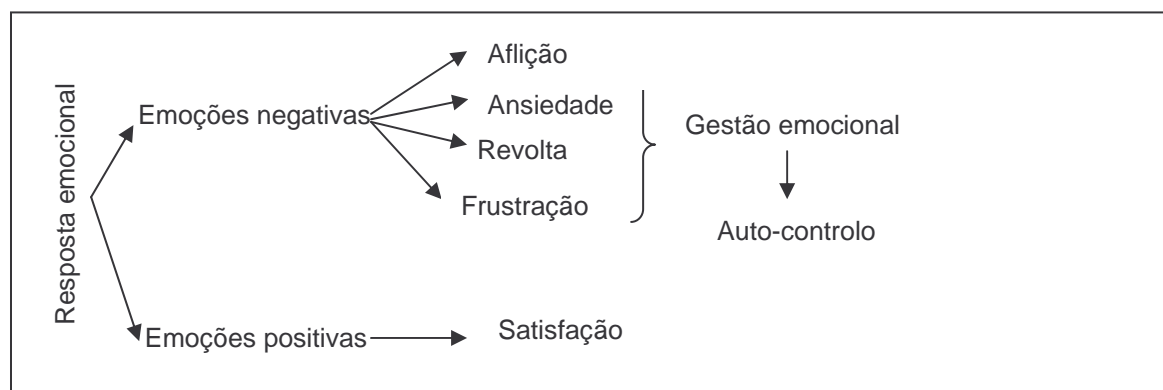 Resposta emocional
Emoções negativas
Aflição
Ansiedade
Revolta
Frustração
Gestão emocional
Auto-controlo
Emoções positivas
Satisfação